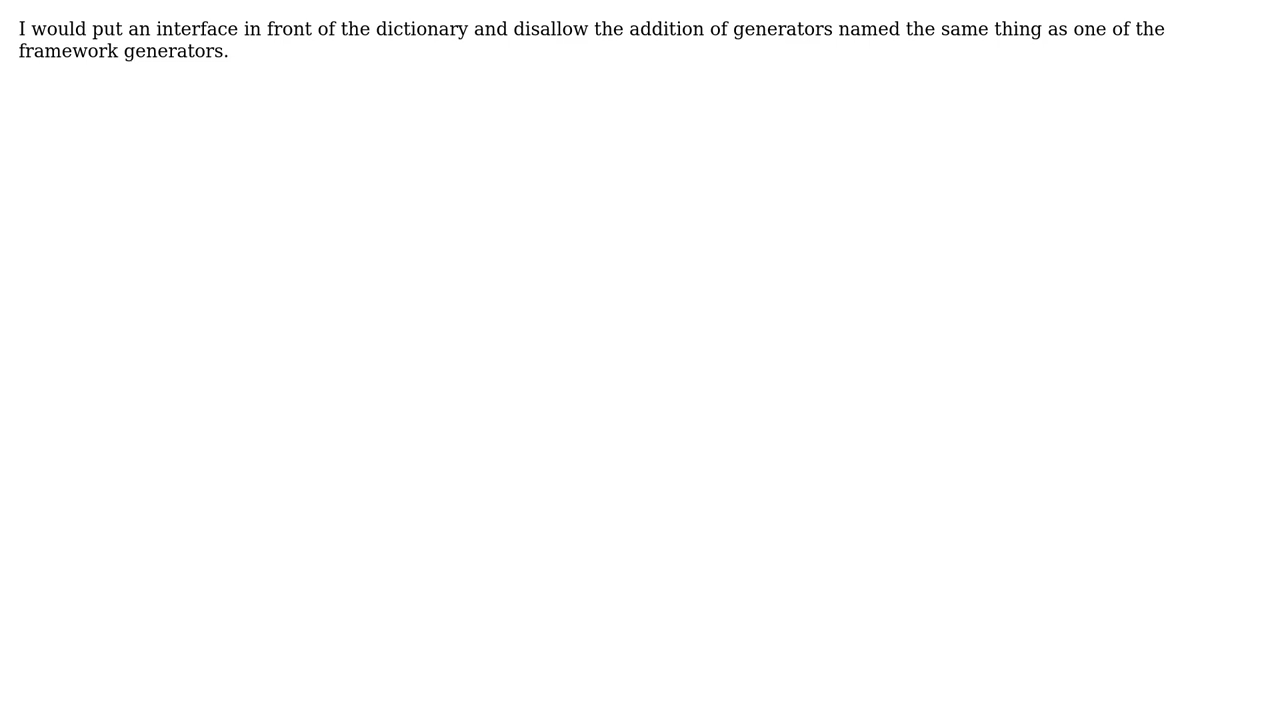 I would put an interface in front of the dictionary and disallow the addition of generators named the same thing as one of the
framework generators.